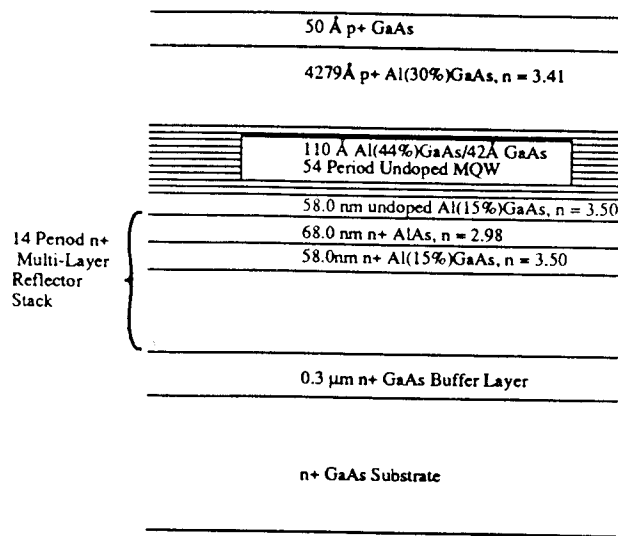 50 Å p+ GaAs
4279Å p+ Al(30%)GaAs, n = 3.41
110 Å Al(44%)GaAs/42Å GaAs
54 Period Undoped MQW
58.0 nm undoped Al(15%)GaAs, n = 3.50
68.0 nm n+ AlAs, n = 2.98
58.0nm n+ Al(15%)GaAs, n = 3.50
14 Period n+
Multi-Layer
Reflector
Stack
0.3 μm n+ GaAs Buffer Layer
n+ GaAs Substrate